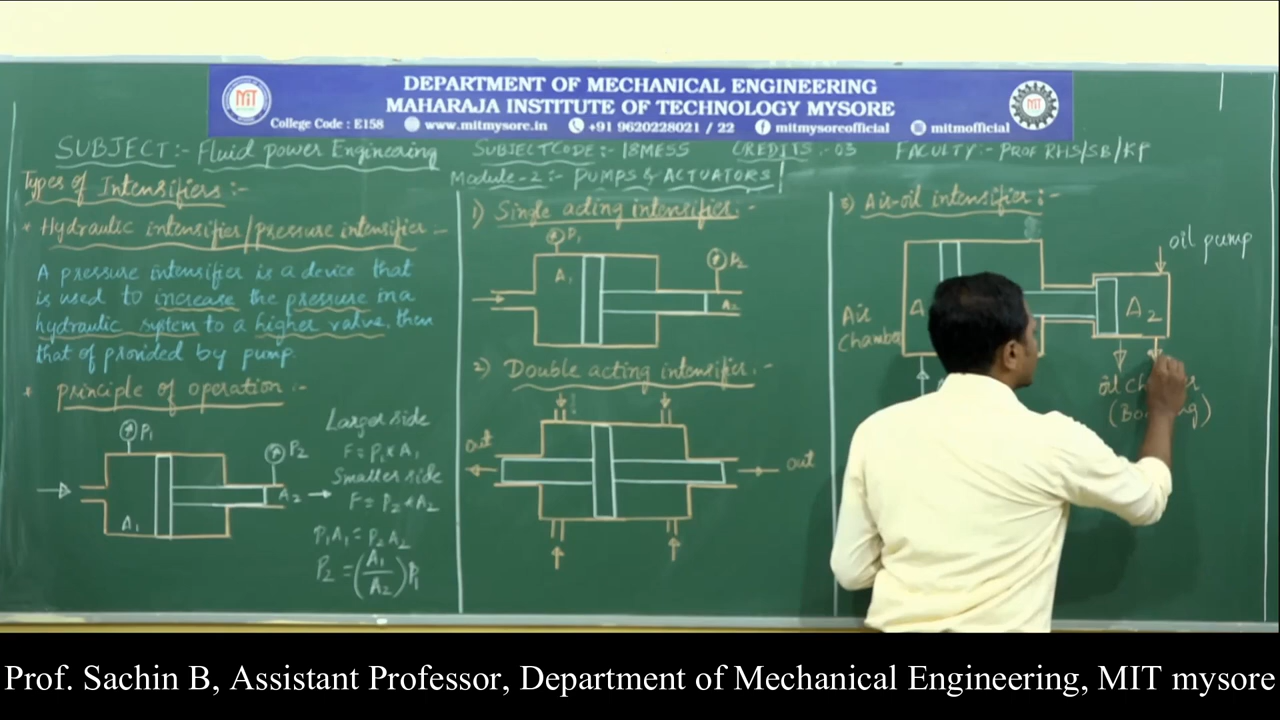 DEPARTMENT OF MECHANICAL ENGINEERING
MAHARAJA INSTITUTE OF TECHNOLOGY MYSORE
College Code : E158 www.mitmysore.in +91 9620228021 / 22 mitmysoreofficial mitmofficial
MIT
MIT
SUBJECT:- Fluid power Engineering SUBJECT CODE:- 18ME55 CREDITS:-03 FACULTY:- PROF RHS/SB/KP
Module-2:- PUMPS & ACTUATORS
Types of Intensifiers:-
* Hydraulic intensifier/pressure intensifier-
A pressure intensifier is a device that
is used to increase the pressure in a
hydraulic system to a higher valve, then
that of provided by pump.
* principle of operation:-
P1
P2
A1
A2
Larger side
F = P1 * A1
Smaller side
F = P2 * A2
P1A1 = P2A2
P2 = (A1/A2)P1
1) Single acting intensifier:-
P1
P2
A1
A2
2) Double acting intensifier:-
out
out
3) Air-oil intensifier:-
oil pump
A
A2
Air
Chamber
oil
Prof. Sachin B, Assistant Professor, Department of Mechanical Engineering, MIT mysore